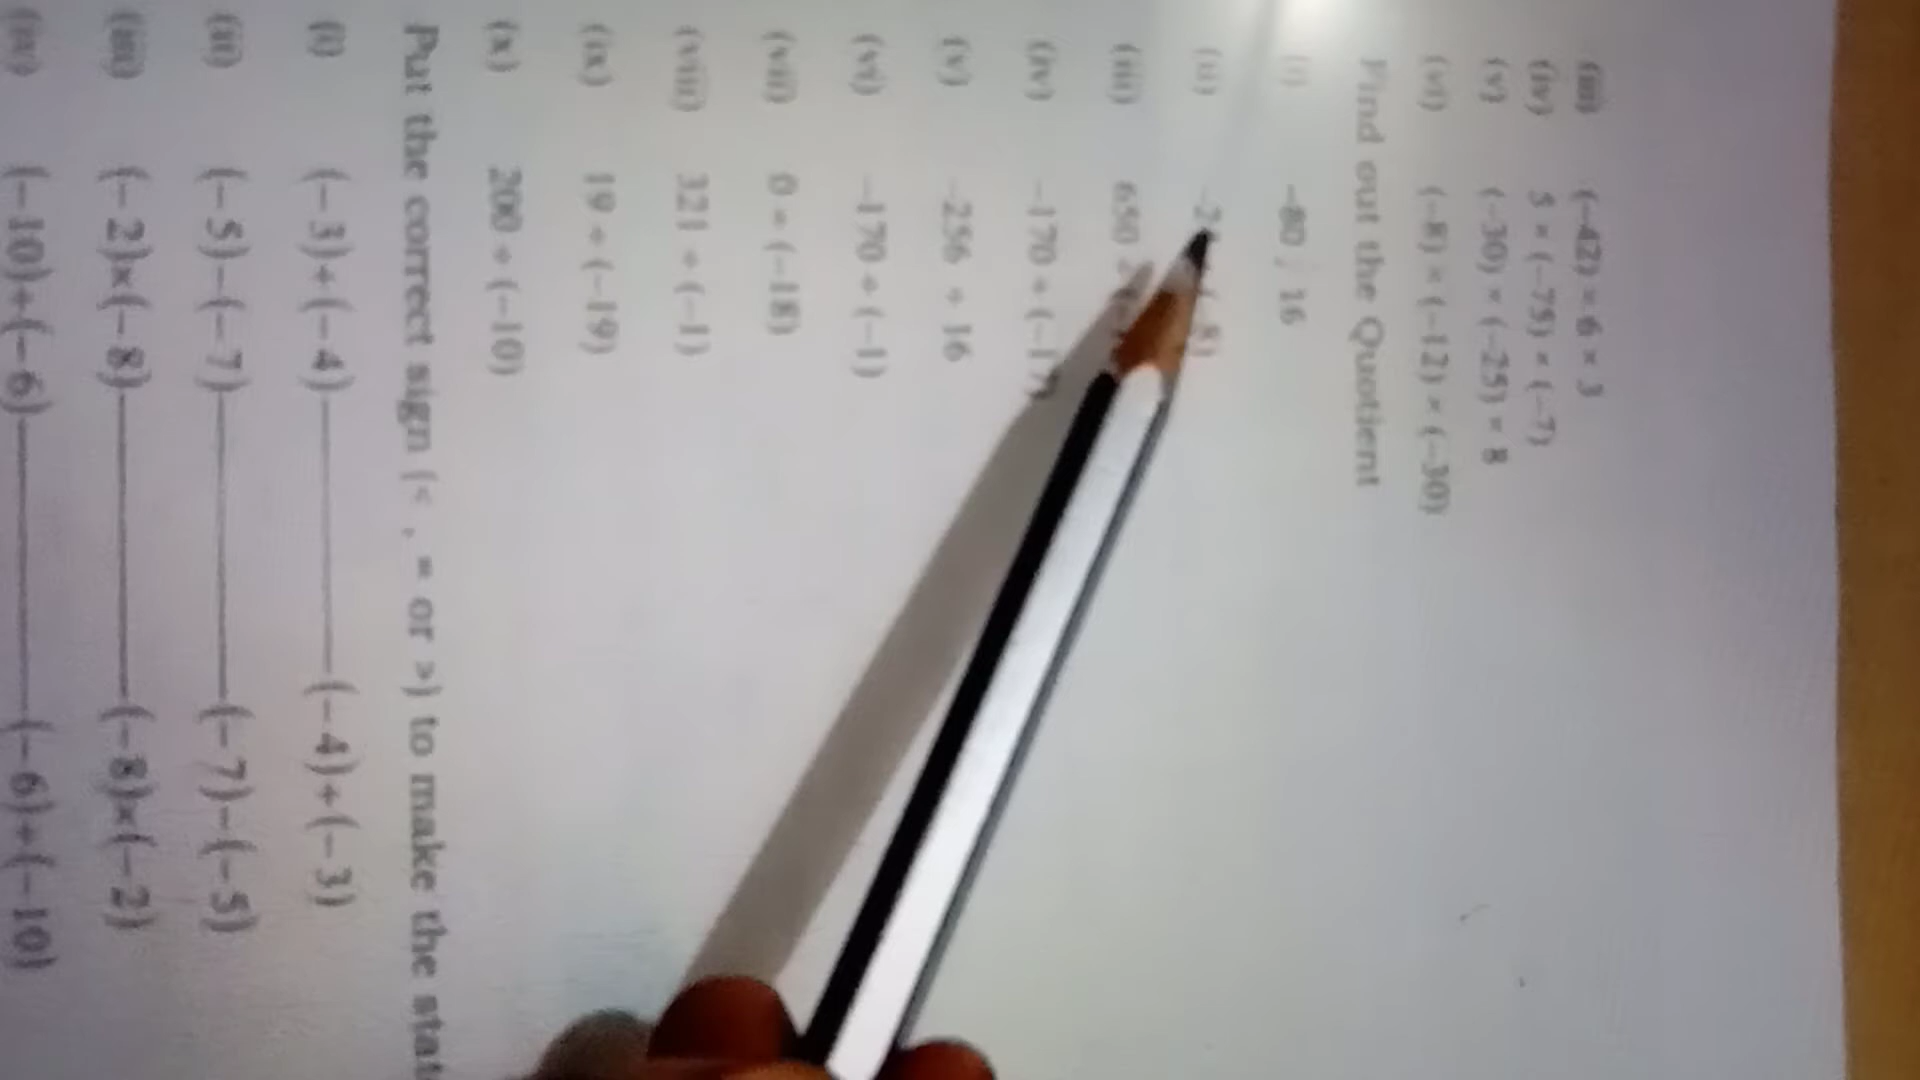 (iii) (−42) × 6 × 3
(iv) 5 × (−75) × (−7)
(v) (−30) × (−25) × 8
(vi) (−8) × (−12) × (−30)
Find out the Quotient
(i) −80 / 16
(ii)
(iii) 650
(iv) −170 ÷ (−17)
(v) −256 ÷ 16
(vi) −170 ÷ (−1)
(vii) 0 ÷ (−18)
(viii) 321 ÷ (−1)
(ix) 19 ÷ (−19)
(x) 200 ÷ (−10)
Put the correct sign (< , = or >) to make the
(i) (−3)+(−4)————(−4)+(−3)
(ii) (−5)−(−7)————(−7)−(−5)
(iii) (−2)×(−8)————(−8)×(−2)
(iv) (−10)+(−6)————(−6)+(−10)